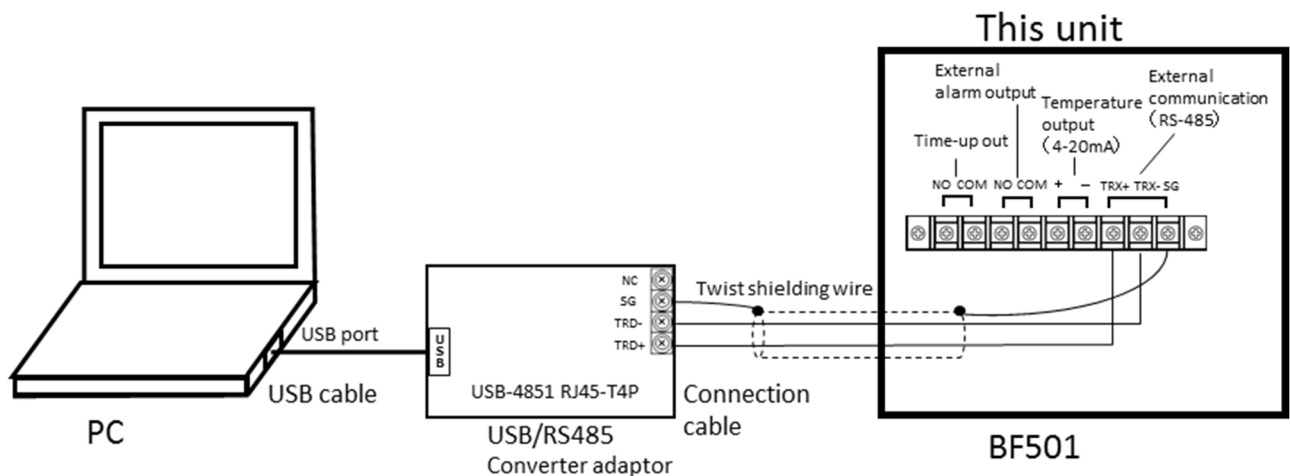 This unit
External
alarm output
External
communication
(RS-485)
Temperature
output
(4-20mA)
Time-up out
NO COM NO COM + − TRX+ TRX- SG
NC
SG
TRD-
TRD+
Twist shielding wire
USB port
USB
USB cable
USB-4851 RJ45-T4P
Connection
cable
PC
USB/RS485
Converter adaptor
BF501